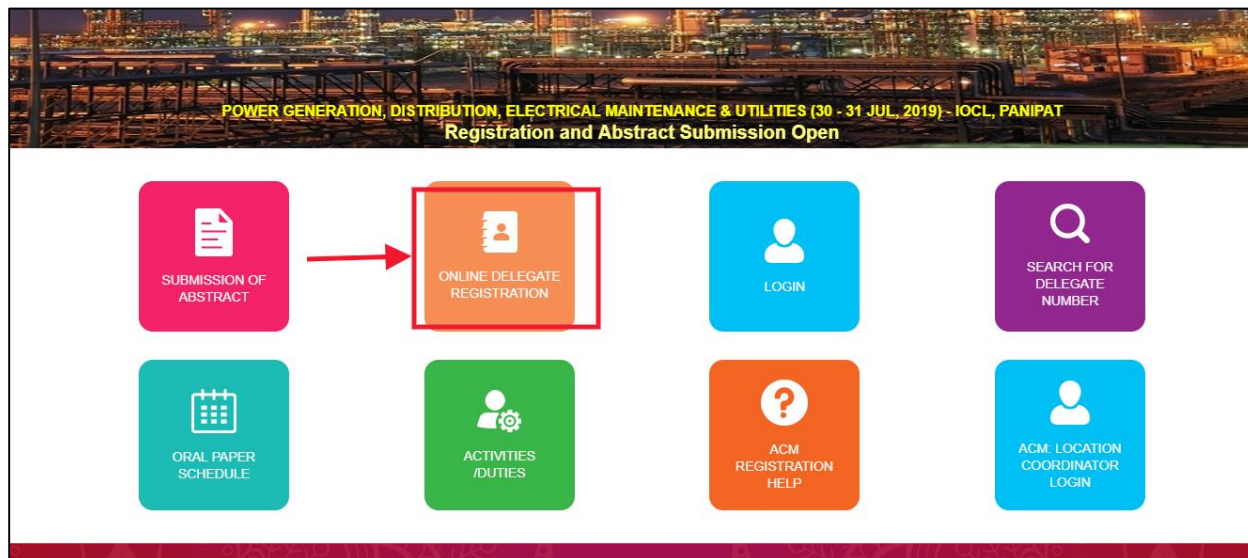 POWER GENERATION, DISTRIBUTION, ELECTRICAL MAINTENANCE & UTILITIES (30 - 31 JUL, 2019) - IOCL, PANIPAT
Registration and Abstract Submission Open
SUBMISSION OF
ABSTRACT
ONLINE DELEGATE
REGISTRATION
LOGIN
SEARCH FOR
DELEGATE
NUMBER
ORAL PAPER
SCHEDULE
ACTIVITIES
/DUTIES
ACM
REGISTRATION
HELP
ACM: LOCATION
COORDINATOR
LOGIN